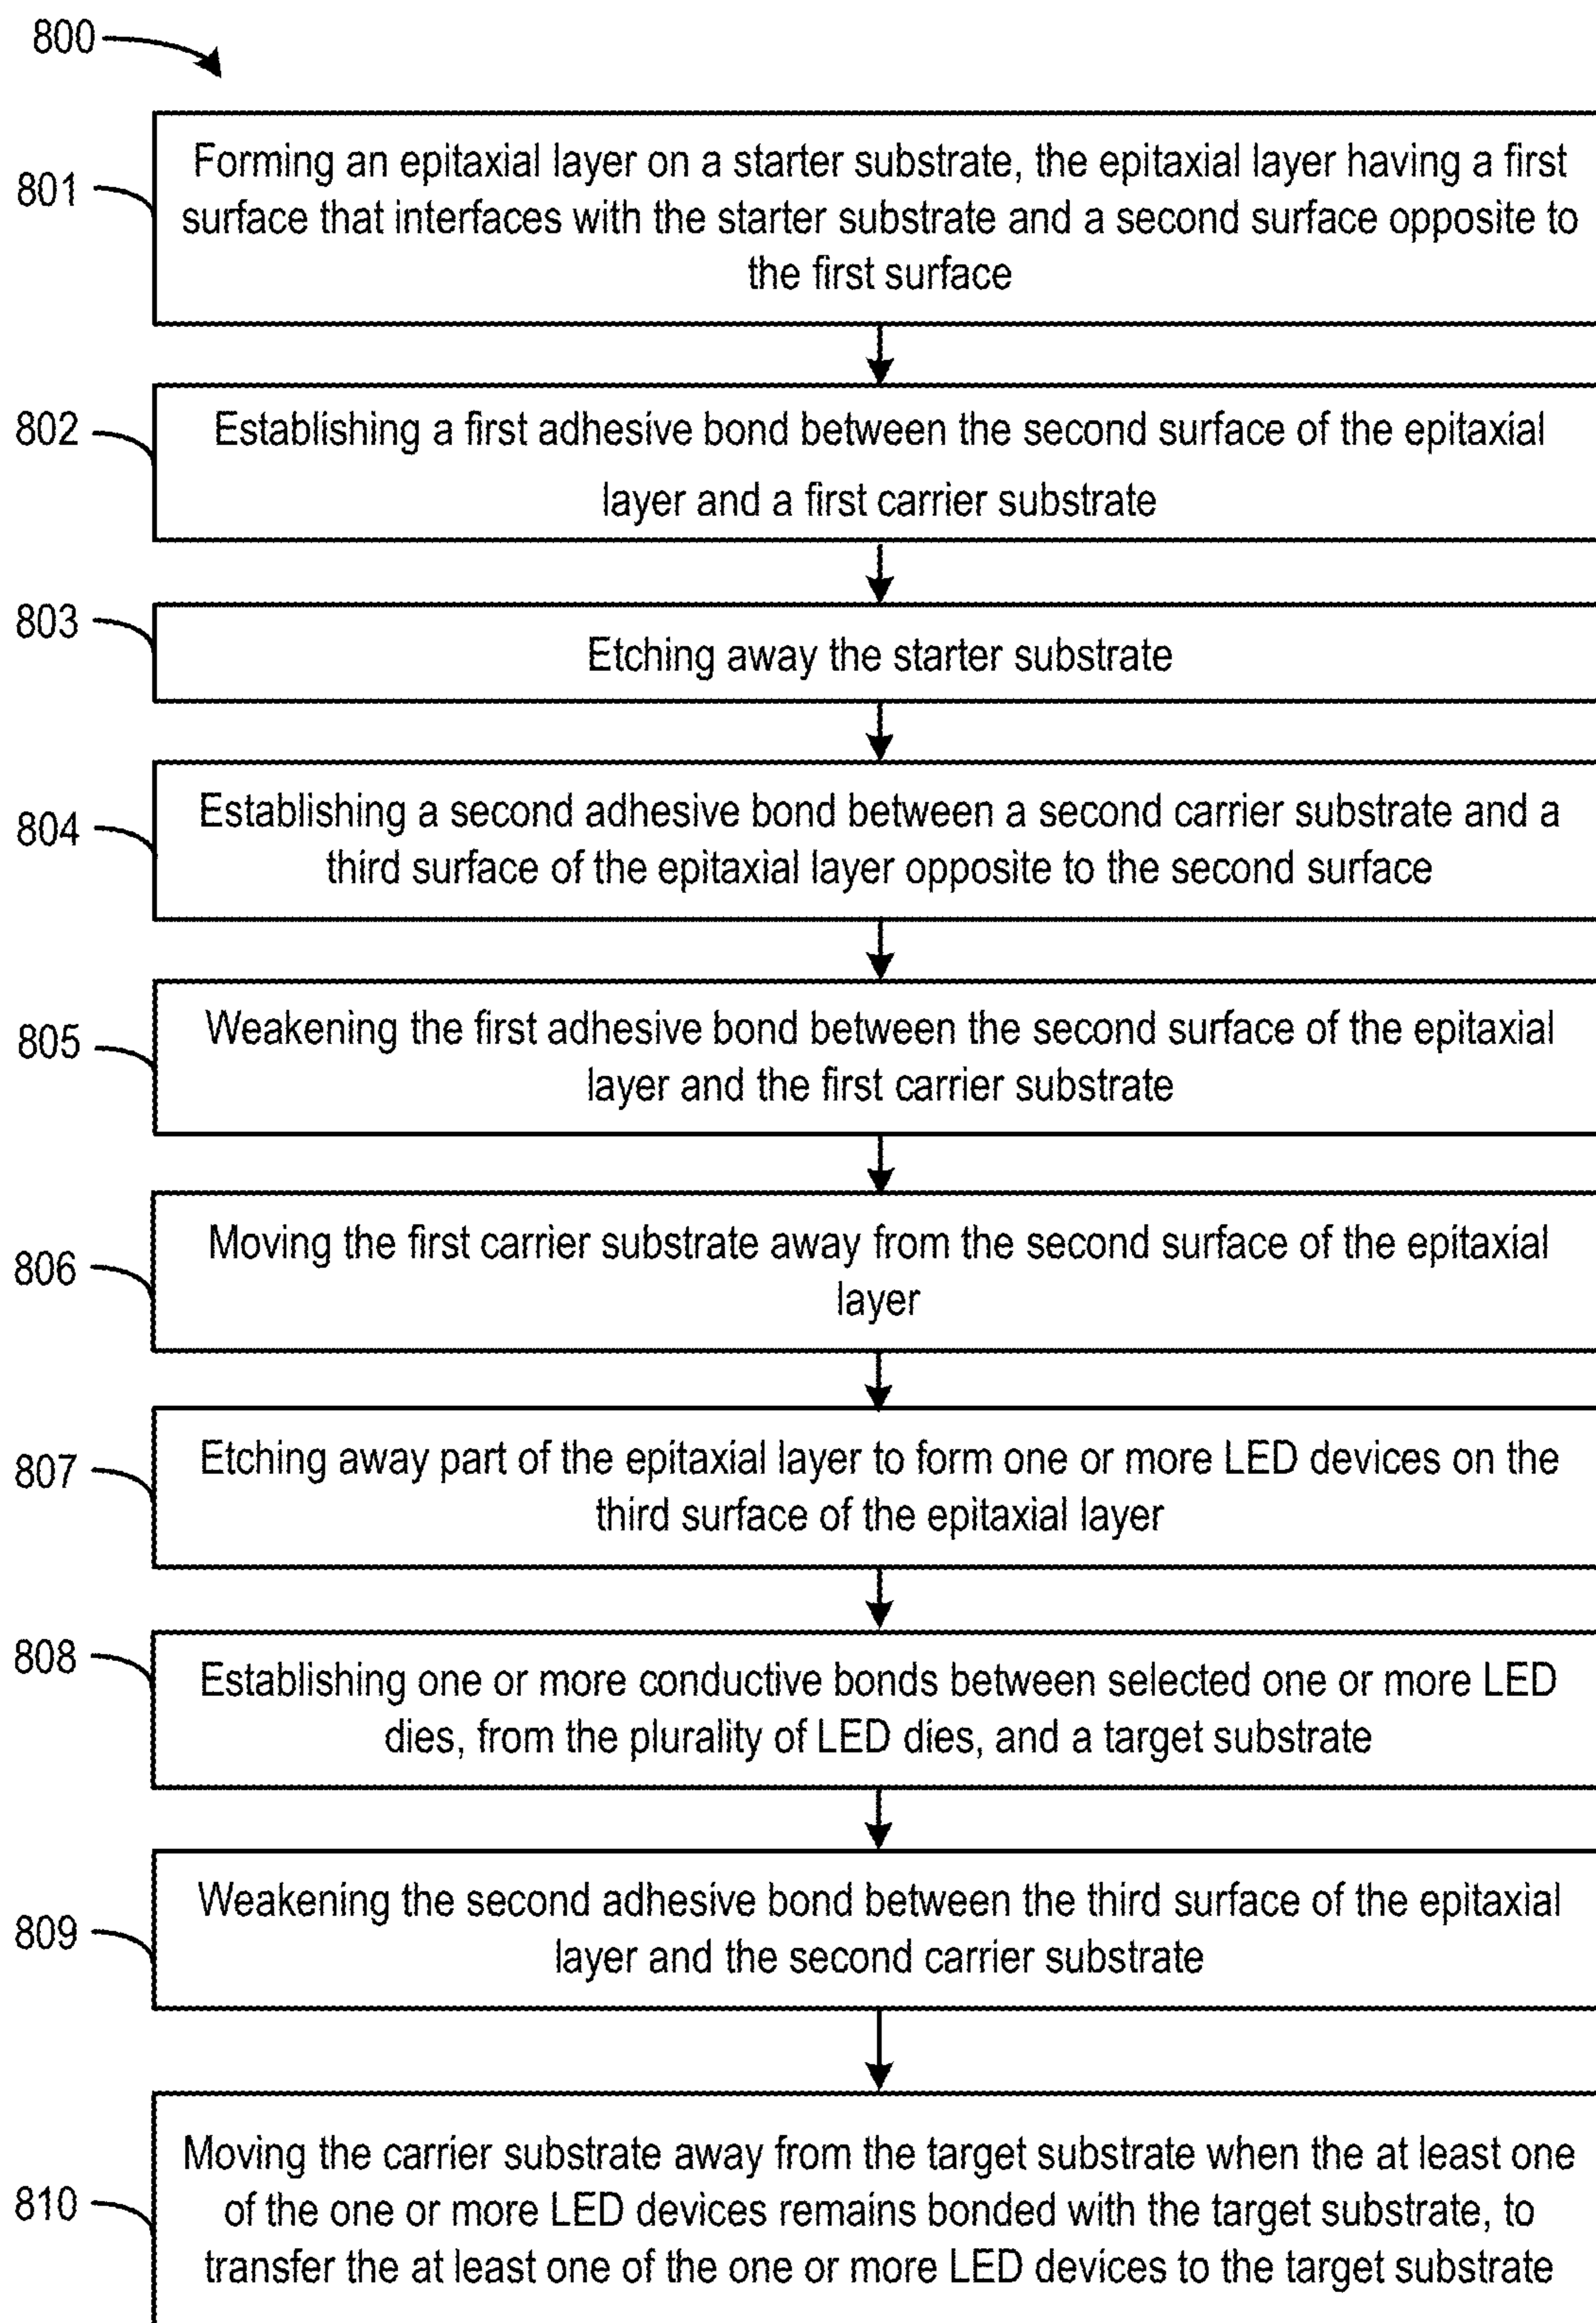 800
801
Forming an epitaxial layer on a starter substrate, the epitaxial layer having a first
surface that interfaces with the starter substrate and a second surface opposite to
the first surface
802
Establishing a first adhesive bond between the second surface of the epitaxial
layer and a first carrier substrate
803
Etching away the starter substrate
804
Establishing a second adhesive bond between a second carrier substrate and a
third surface of the epitaxial layer opposite to the second surface
805
Weakening the first adhesive bond between the second surface of the epitaxial
layer and the first carrier substrate
806
Moving the first carrier substrate away from the second surface of the epitaxial
layer
807
Etching away part of the epitaxial layer to form one or more LED devices on the
third surface of the epitaxial layer
808
Establishing one or more conductive bonds between selected one or more LED
dies, from the plurality of LED dies, and a target substrate
809
Weakening the second adhesive bond between the third surface of the epitaxial
layer and the second carrier substrate
810
Moving the carrier substrate away from the target substrate when the at least one
of the one or more LED devices remains bonded with the target substrate, to
transfer the at least one of the one or more LED devices to the target substrate